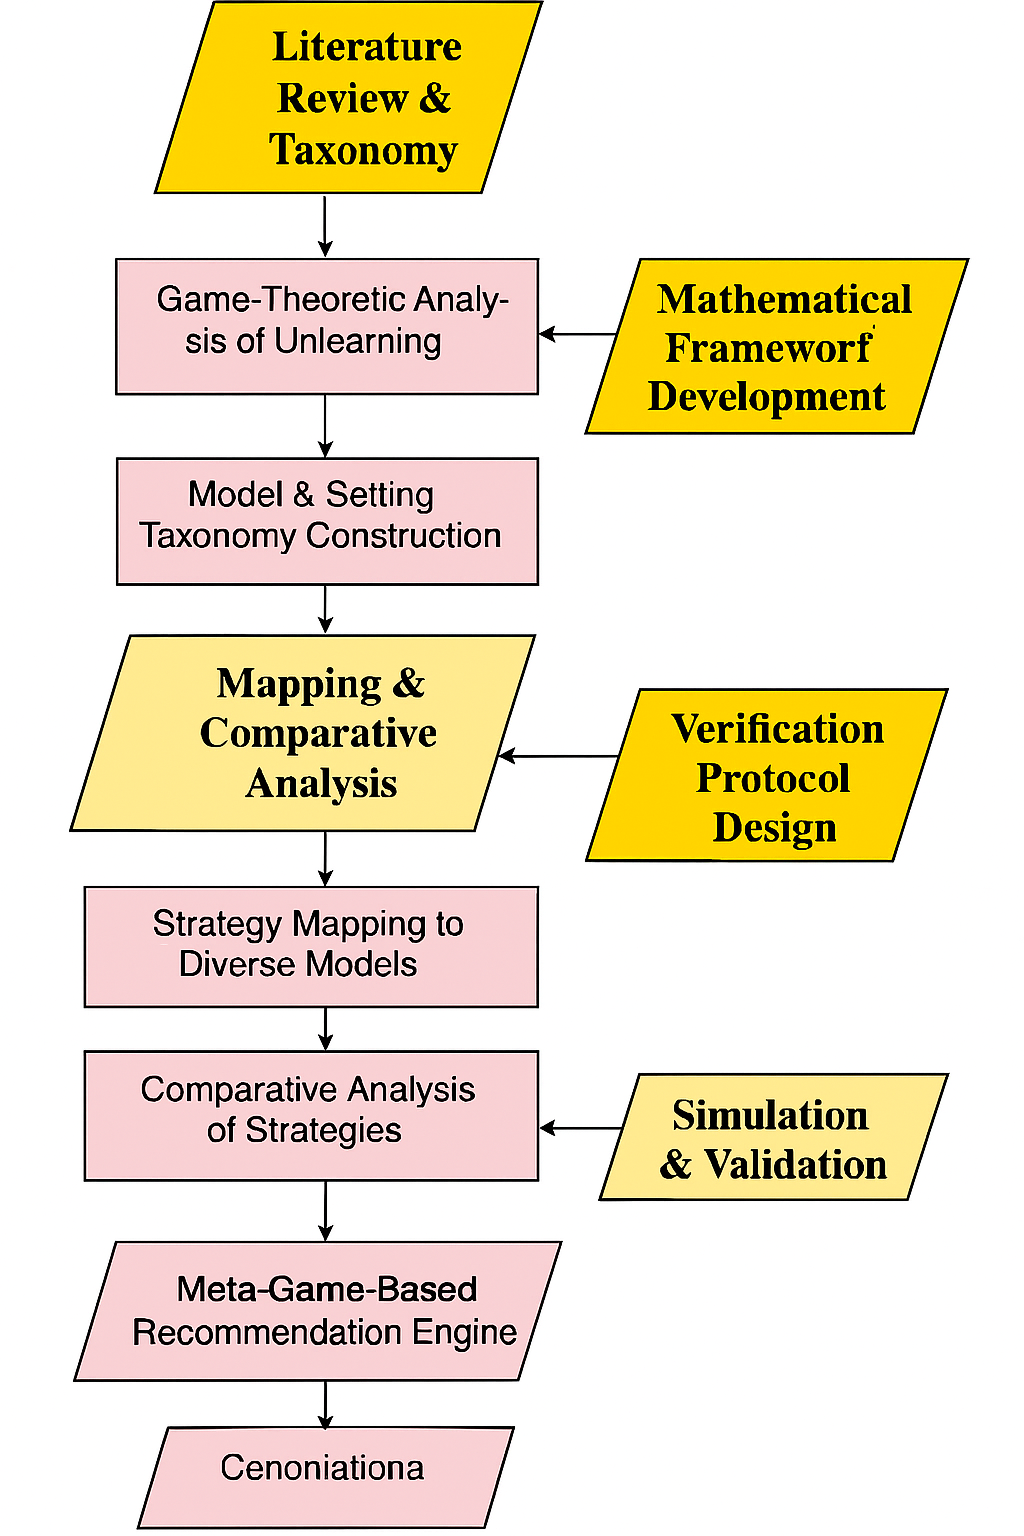 Literature
Review &
Taxonomy
Game-Theoretic Analy-
sis of Unlearning
Mathematical
Frameworf
Development
Model & Setting
Taxonomy Construction
Mapping &
Comparative
Analysis
Verification
Protocol
Design
Strategy Mapping to
Diverse Models
Comparative Analysis
of Strategies
Simulation
& Validation
Meta-Game-Based
Recommendation Engine
Cenoniationa